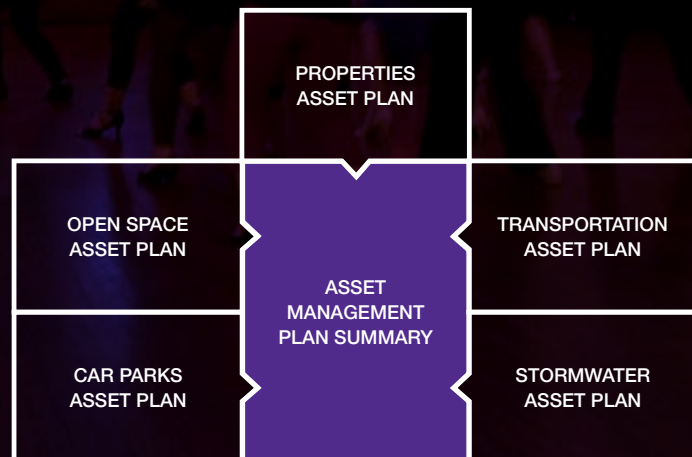 PROPERTIES
ASSET PLAN
OPEN SPACE
ASSET PLAN
TRANSPORTATION
ASSET PLAN
ASSET
MANAGEMENT
PLAN SUMMARY
CAR PARKS
ASSET PLAN
STORMWATER
ASSET PLAN